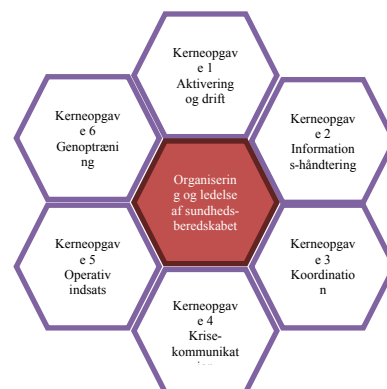 Kerneopgav
e 1
Aktivering
og drift
Kerneopgav
e 2
Information
s-håndtering
Kerneopgav
e 3
Koordinatio
n
Kerneopgav
e 4
Krise-
kommunikat
Kerneopgav
e 5
Operativ
indsats
Kerneopgav
e 6
Genoptræni
ng
Organiserin
g og ledelse
af sundheds-
beredskabet